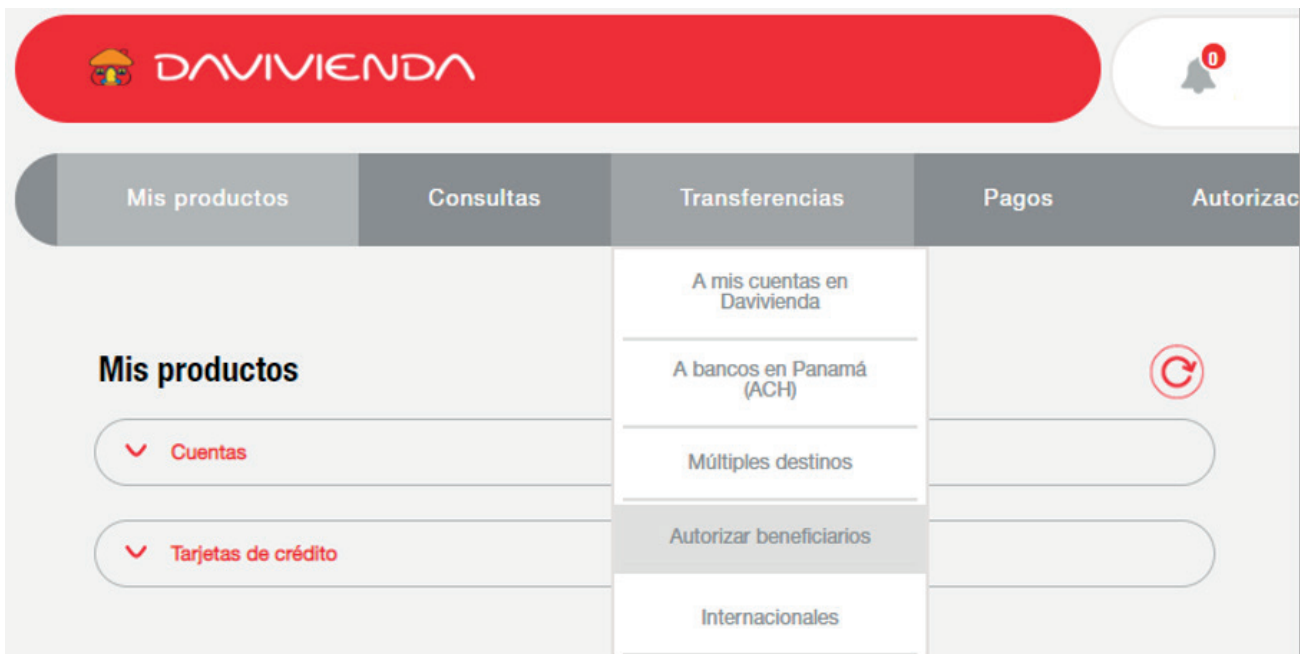 DAVIVIENDA
0
Mis productos
Consultas
Transferencias
Pagos
Autorizac
A mis cuentas en
Davivienda
A bancos en Panamá
(ACH)
Múltiples destinos
Autorizar beneficiarios
Internacionales
Mis productos
Cuentas
Tarjetas de crédito